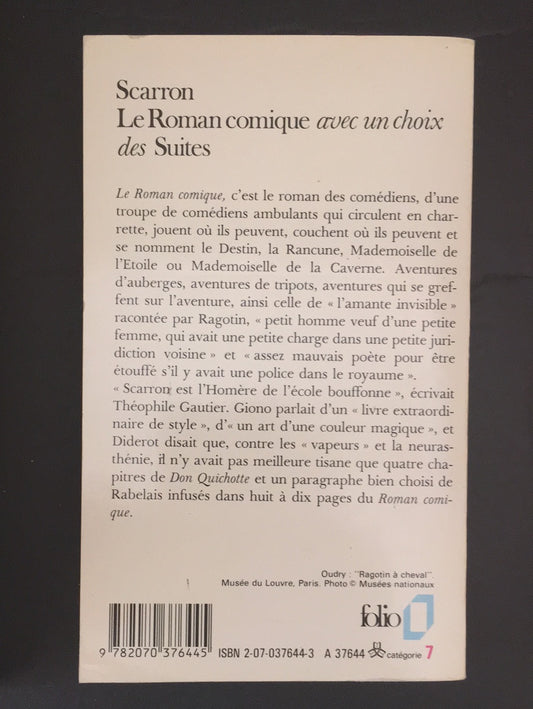 Scarron
Le Roman comique avec un choix
des Suites
Le Roman comique, c'est le roman des comédiens, d'une
troupe de comédiens ambulants qui circulent en char-
rette, jouent où ils peuvent, couchent où ils peuvent et
se nomment le Destin, la Rancune, Mademoiselle de
l'Etoile ou Mademoiselle de la Caverne. Aventures
d'auberges, aventures de tripots, aventures qui se gref-
fent sur l'aventure, ainsi celle de « l'amante invisible »
racontée par Ragotin, « petit homme veuf d'une petite
femme, qui avait une petite charge dans une petite juri-
diction voisine » et « assez mauvais poète pour être
étouffé s'il y avait une police dans le royaume ».
« Scarron est l'Homère de l'école bouffonne », écrivait
Théophile Gautier. Giono parlait d'un « livre extraordi-
naire de style », d'« un art d'une couleur magique », et
Diderot disait que, contre les « vapeurs » et la neuras-
thénie, il n'y avait pas meilleure tisane que quatre cha-
pitres de Don Quichotte et un paragraphe bien choisi de
Rabelais infusés dans huit à dix pages du Roman comi-
que.
Oudry : "Ragotin à cheval".
Musée du Louvre, Paris. Photo © Musées nationaux
folio
9 782070 376445 ISBN 2-07-037644-3 A 37644 catégorie 7